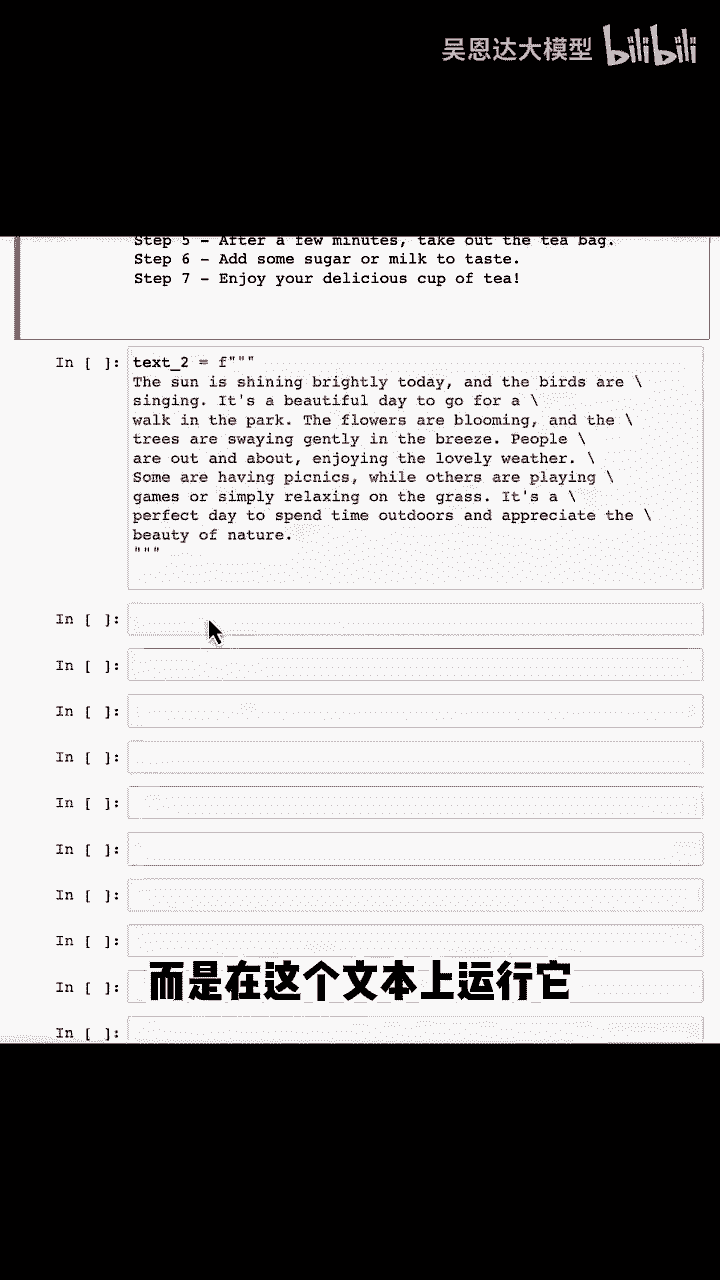 吴恩达大模型 bilibili
Step 5 - After a few minutes, take out the tea bag.
Step 6 - Add some sugar or milk to taste.
Step 7 - Enjoy your delicious cup of tea!
In [ ]: text_2 = f"""
The sun is shining brightly today, and the birds are \
singing. It's a beautiful day to go for a \
walk in the park. The flowers are blooming, and the \
trees are swaying gently in the breeze. People \
are out and about, enjoying the lovely weather. \
Some are having picnics, while others are playing \
games or simply relaxing on the grass. It's a \
perfect day to spend time outdoors and appreciate the \
beauty of nature.
"""
In [ ]:
In [ ]:
In [ ]:
In [ ]:
In [ ]:
In [ ]:
In [ ]:
In [ ]:
而是在这个文本上运行它
In [ ]:
In [ ]: